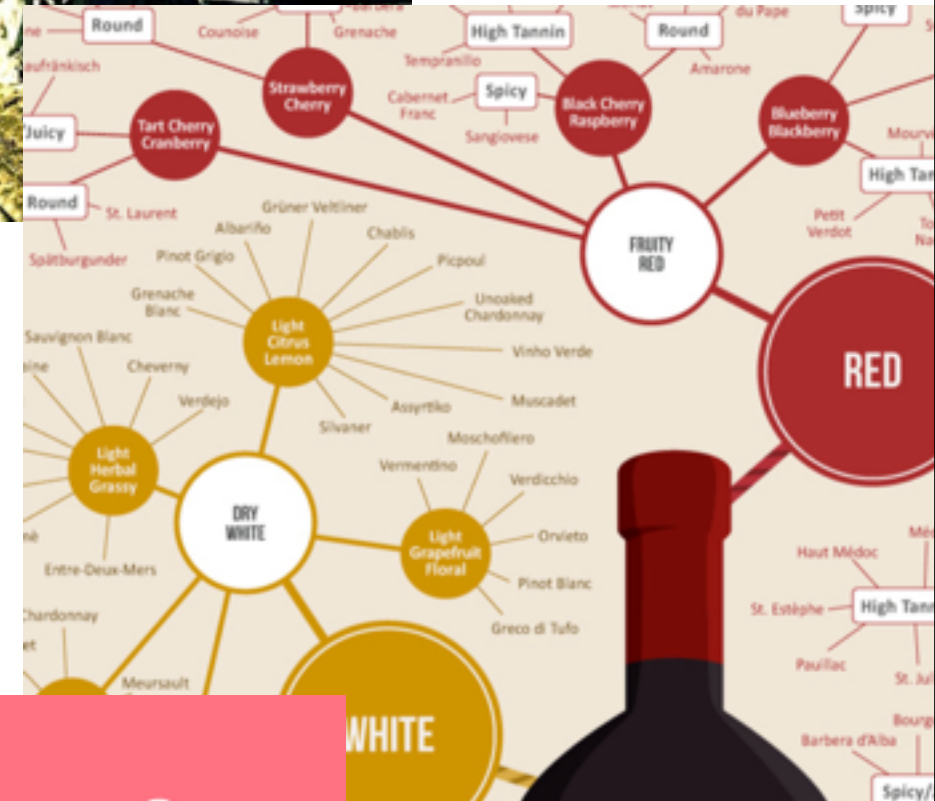 Round
Counoise
Grenache
High Tannin
Round
du Pape
Spicy
Tempranillo
Amarone
Strawberry
Cherry
Spicy
Cabernet
Franc
Sangiovese
Black Cherry
Raspberry
Blueberry
Blackberry
Juicy
Tart Cherry
Cranberry
Round
St. Laurent
Spätburgunder
Petit
Verdot
FRUITY
RED
RED
Grüner Veltliner
Albariño
Chablis
Pinot Grigio
Picpoul
Grenache
Blanc
Unoaked
Chardonnay
Light
Citrus
Lemon
Vinho Verde
Muscadet
Assyrtiko
Silvaner
Sauvignon Blanc
Cheverny
Verdejo
Light
Herbal
Grassy
Entre-Deux-Mers
DRY
WHITE
Moschofilero
Vermentino
Verdicchio
Light
Grapefruit
Floral
Orvieto
Pinot Blanc
Greco di Tufo
Chardonnay
Meursault
WHITE
Haut Médoc
St. Estèphe
High Tann
Pauillac
Barbera d'Alba
Spicy/